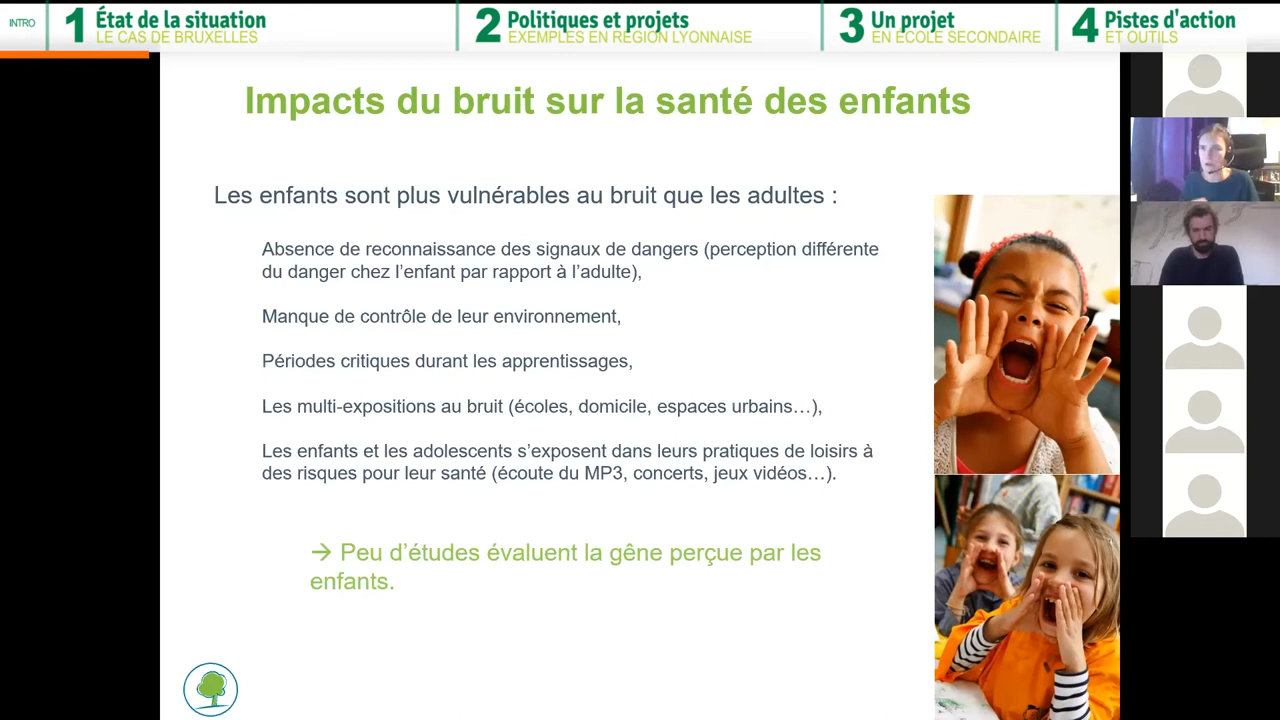 INTRO
1 État de la situation
LE CAS DE BRUXELLES
2 Politiques et projets
EXEMPLES EN RÉGION LYONNAISE
3 Un projet
EN ÉCOLE SECONDAIRE
4 Pistes d'action
ET OUTILS
Impacts du bruit sur la santé des enfants
Les enfants sont plus vulnérables au bruit que les adultes :
Absence de reconnaissance des signaux de dangers (perception différente
du danger chez l’enfant par rapport à l’adulte),
Manque de contrôle de leur environnement,
Périodes critiques durant les apprentissages,
Les multi-expositions au bruit (écoles, domicile, espaces urbains…),
Les enfants et les adolescents s’exposent dans leurs pratiques de loisirs à
des risques pour leur santé (écoute du MP3, concerts, jeux vidéos…).
→ Peu d’études évaluent la gêne perçue par les
enfants.